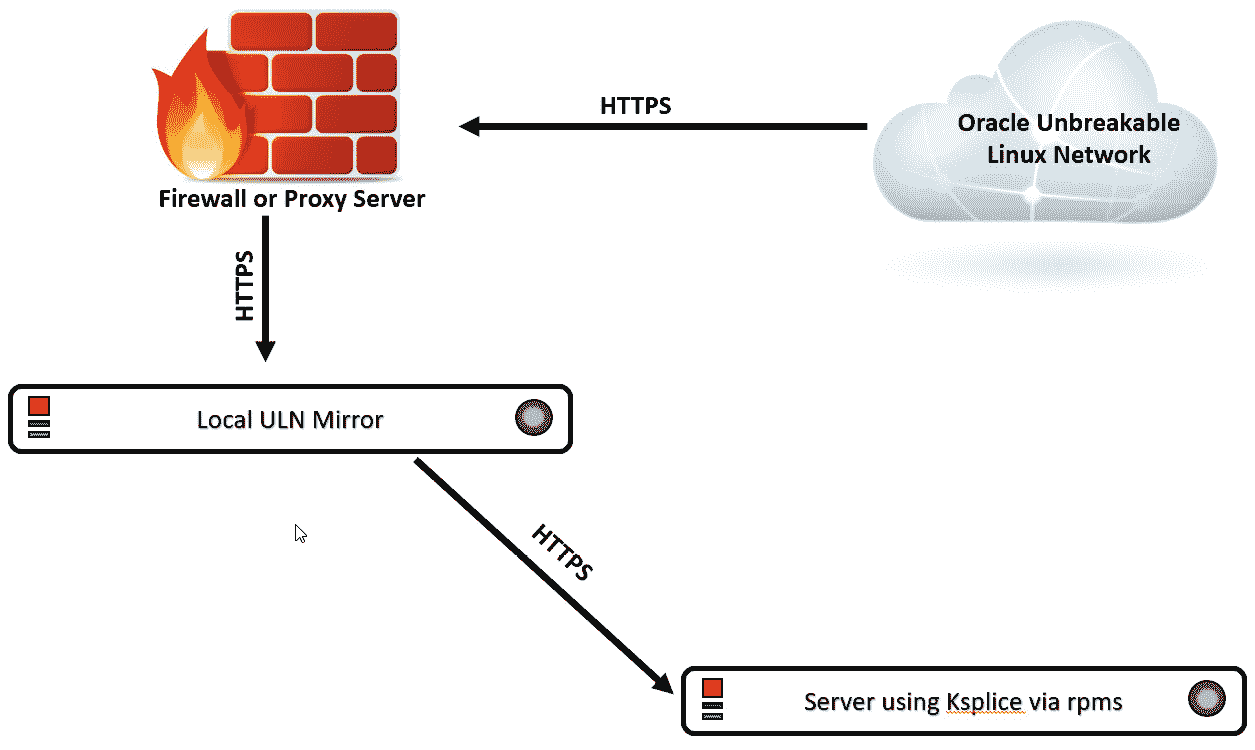 HTTPS
Oracle Unbreakable
Linux Network
Firewall or Proxy Server
HTTPS
Local ULN Mirror
HTTPS
Server using Ksplice via rpms